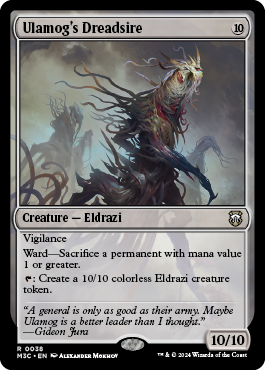 Ulamog's Dreadsire 10
Creature — Eldrazi
Vigilance
Ward—Sacrifice a permanent with mana value
1 or greater.
: Create a 10/10 colorless Eldrazi creature
token.
"A general is only as good as their army. Maybe
Ulamog is a better leader than I thought."
—Gideon Jura
10/10
R 0038
M3C • EN Alexander Mokhov
™ & © 2024 Wizards of the Coast